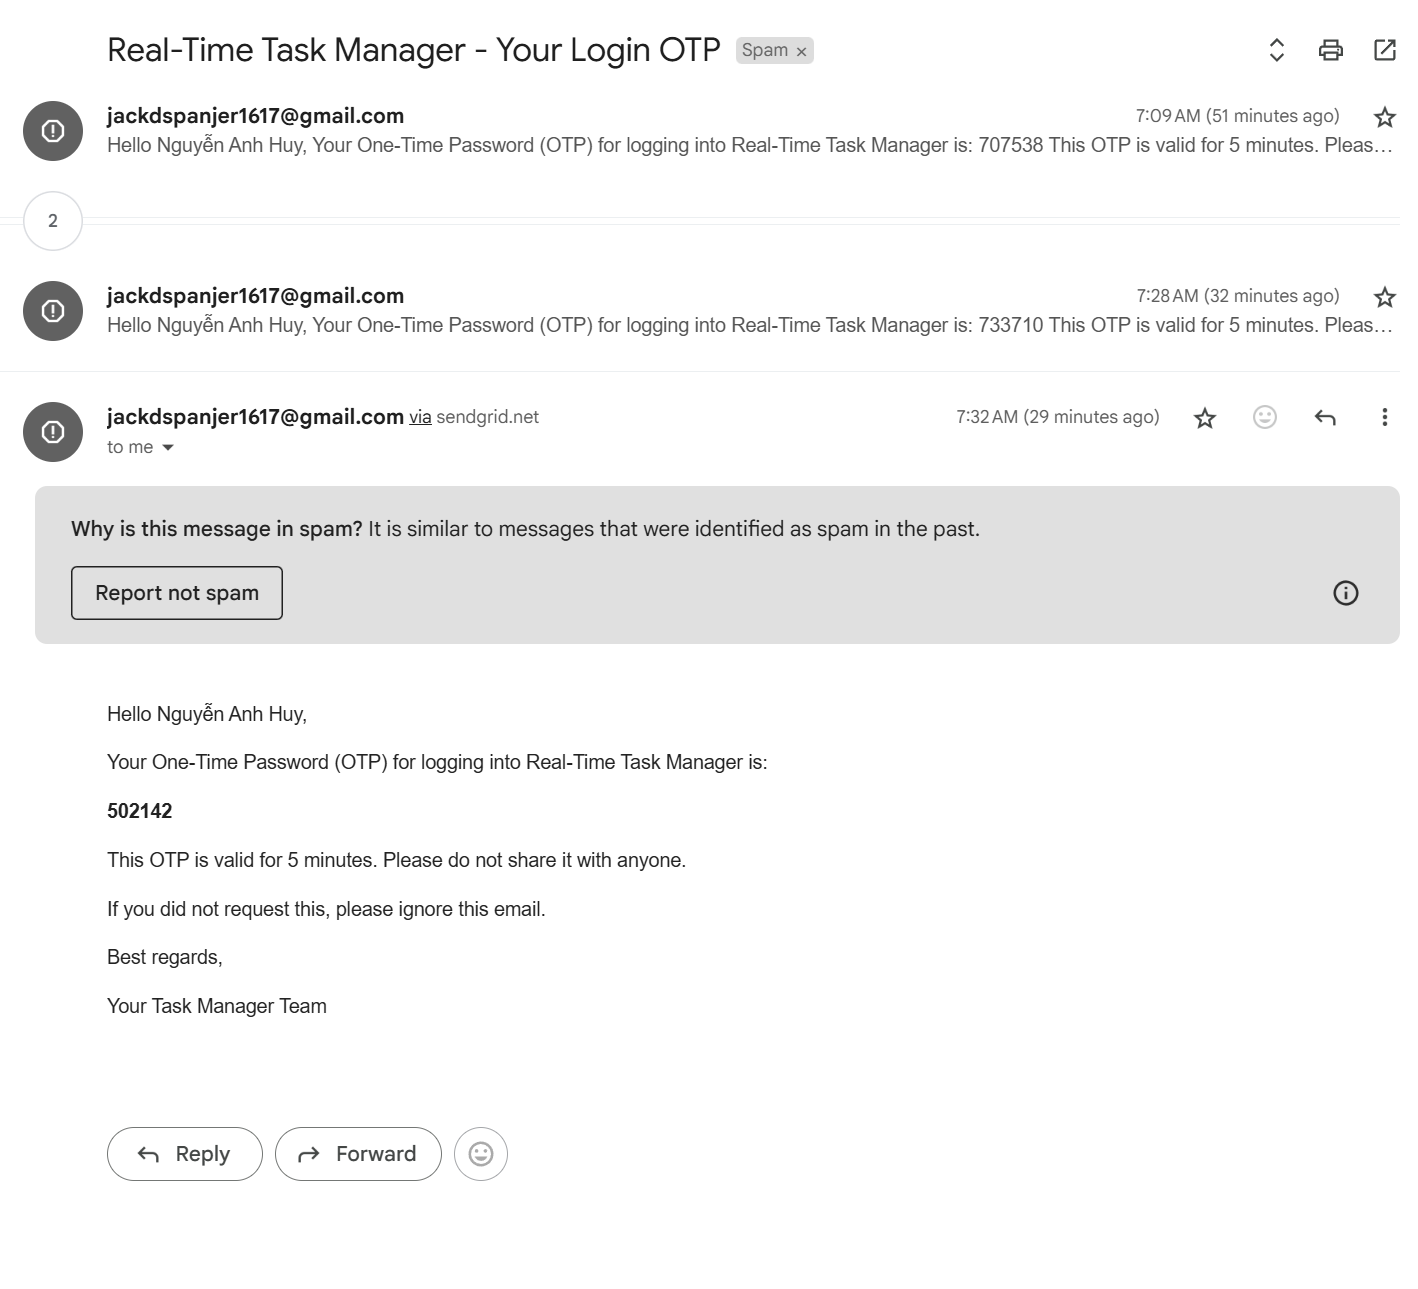 Real-Time Task Manager - Your Login OTP Spam ×
jackdspanjer1617@gmail.com 7:09 AM (51 minutes ago)
Hello Nguyễn Anh Huy, Your One-Time Password (OTP) for logging into Real-Time Task Manager is: 707538 This OTP is valid for 5 minutes. Pleas…
2
jackdspanjer1617@gmail.com 7:28 AM (32 minutes ago)
Hello Nguyễn Anh Huy, Your One-Time Password (OTP) for logging into Real-Time Task Manager is: 733710 This OTP is valid for 5 minutes. Pleas…
jackdspanjer1617@gmail.com via sendgrid.net 7:32 AM (29 minutes ago)
to me
Why is this message in spam? It is similar to messages that were identified as spam in the past.
Report not spam
Hello Nguyễn Anh Huy,
Your One-Time Password (OTP) for logging into Real-Time Task Manager is:
502142
This OTP is valid for 5 minutes. Please do not share it with anyone.
If you did not request this, please ignore this email.
Best regards,
Your Task Manager Team
Reply Forward